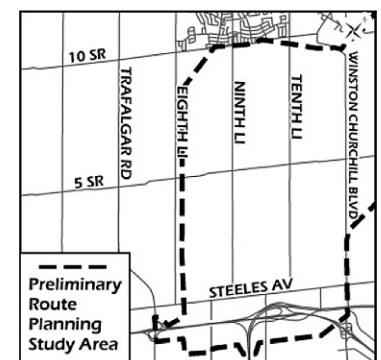 10 SR
TRAFALGAR RD
EIGHTH LI
NINTH LI
TENTH LI
WINSTON CHURCHILL BLVD
5 SR
STEELES AV
Preliminary
Route
Planning
Study Area